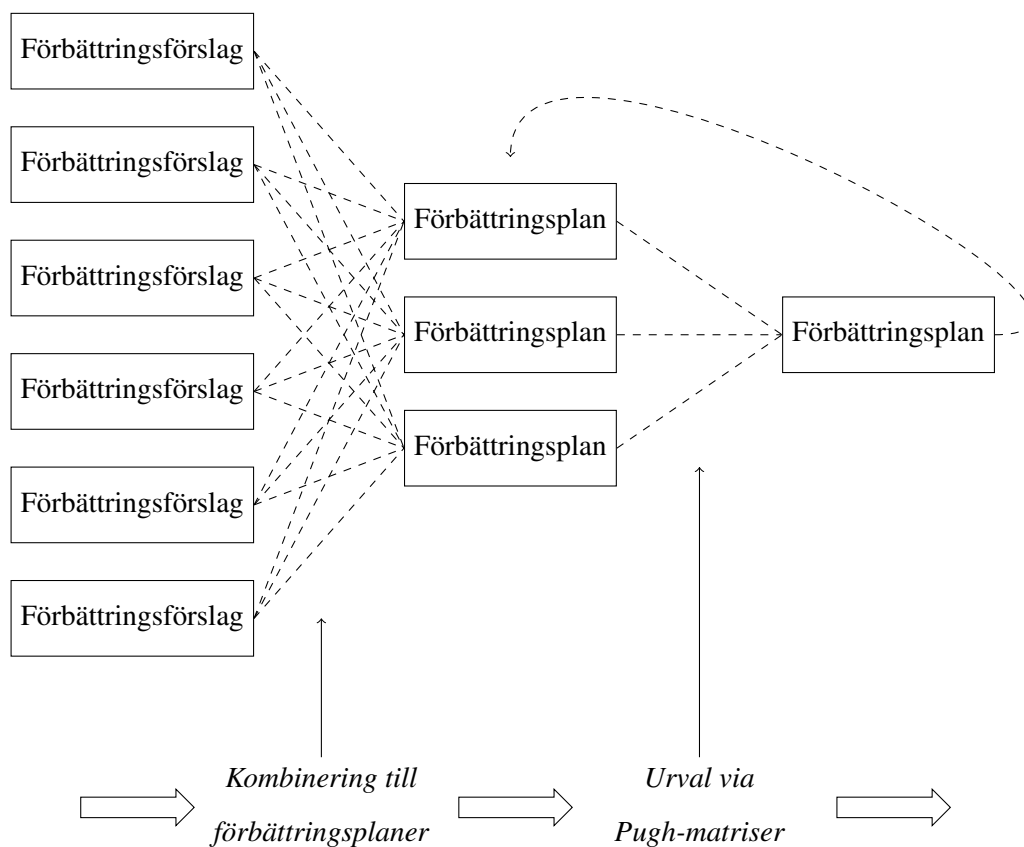 Förbättringsförslag
Förbättringsförslag
Förbättringsförslag
Förbättringsförslag
Förbättringsförslag
Förbättringsförslag
Förbättringsplan
Förbättringsplan
Förbättringsplan
Förbättringsplan
Kombinering till
förbättringsplaner
Urval via
Pugh-matriser